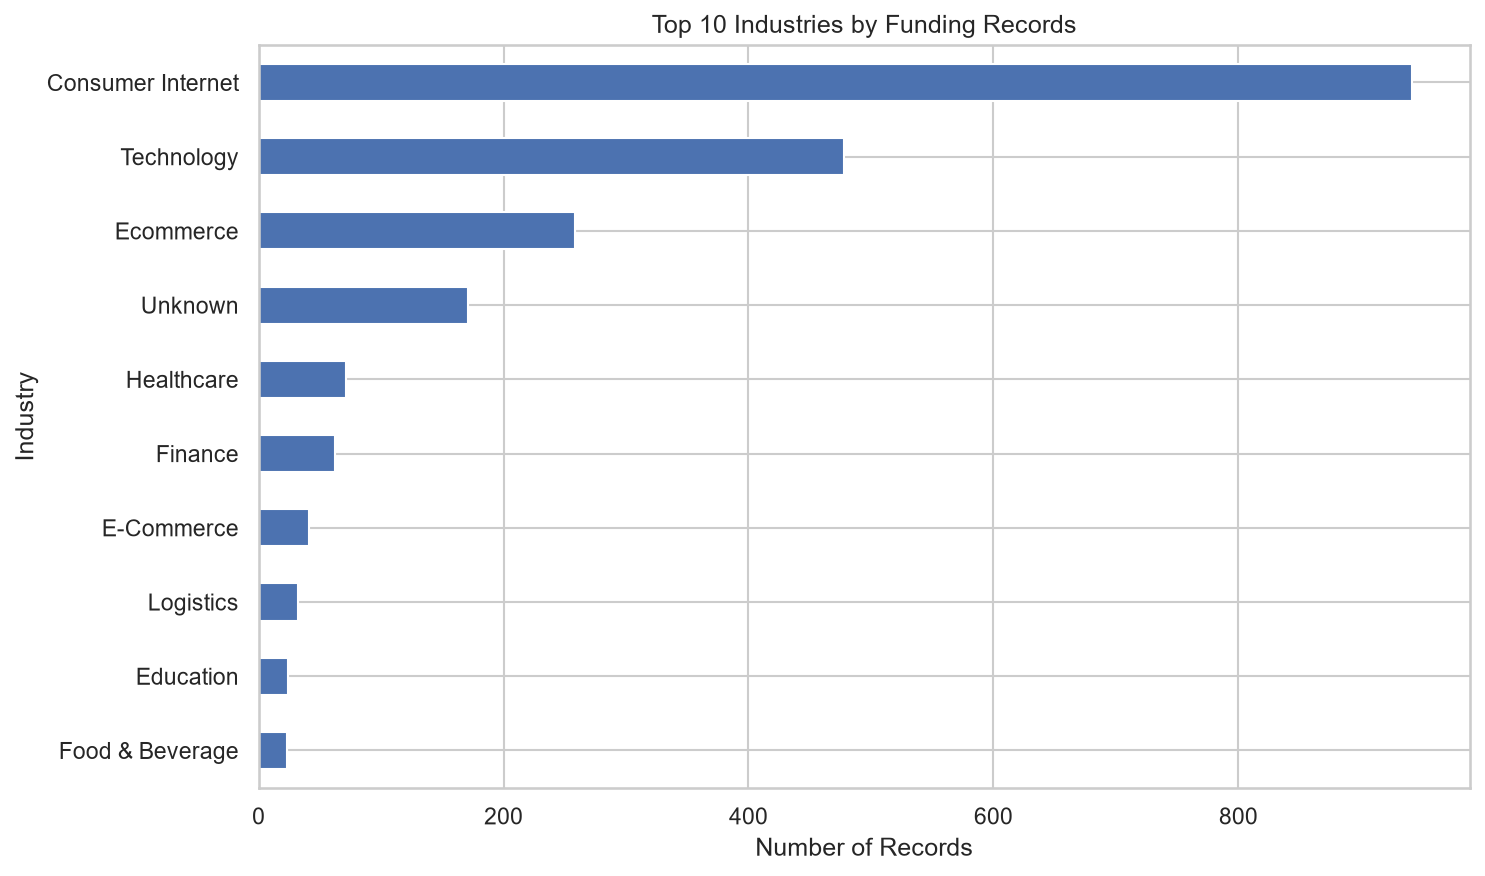 Top 10 Industries by Funding Records
Consumer Internet
Technology
Ecommerce
Unknown
Healthcare
Finance
E-Commerce
Logistics
Education
Food & Beverage
Industry
0 200 400 600 800
Number of Records